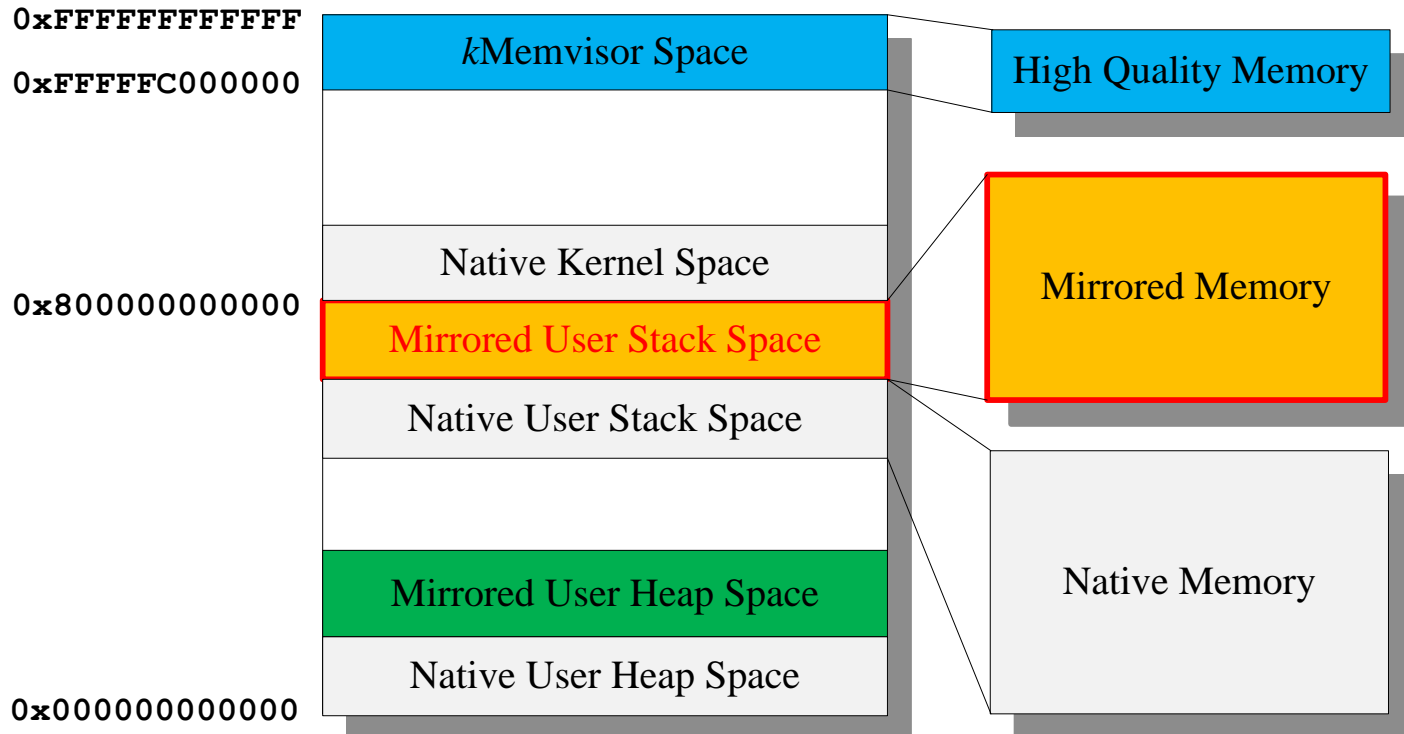 0xFFFFFFFFFFFF
kMemvisor Space
High Quality Memory
0xFFFFFC000000
Native Kernel Space
Mirrored Memory
0x800000000000
Mirrored User Stack Space
Native User Stack Space
Native Memory
Mirrored User Heap Space
Native User Heap Space
0x000000000000